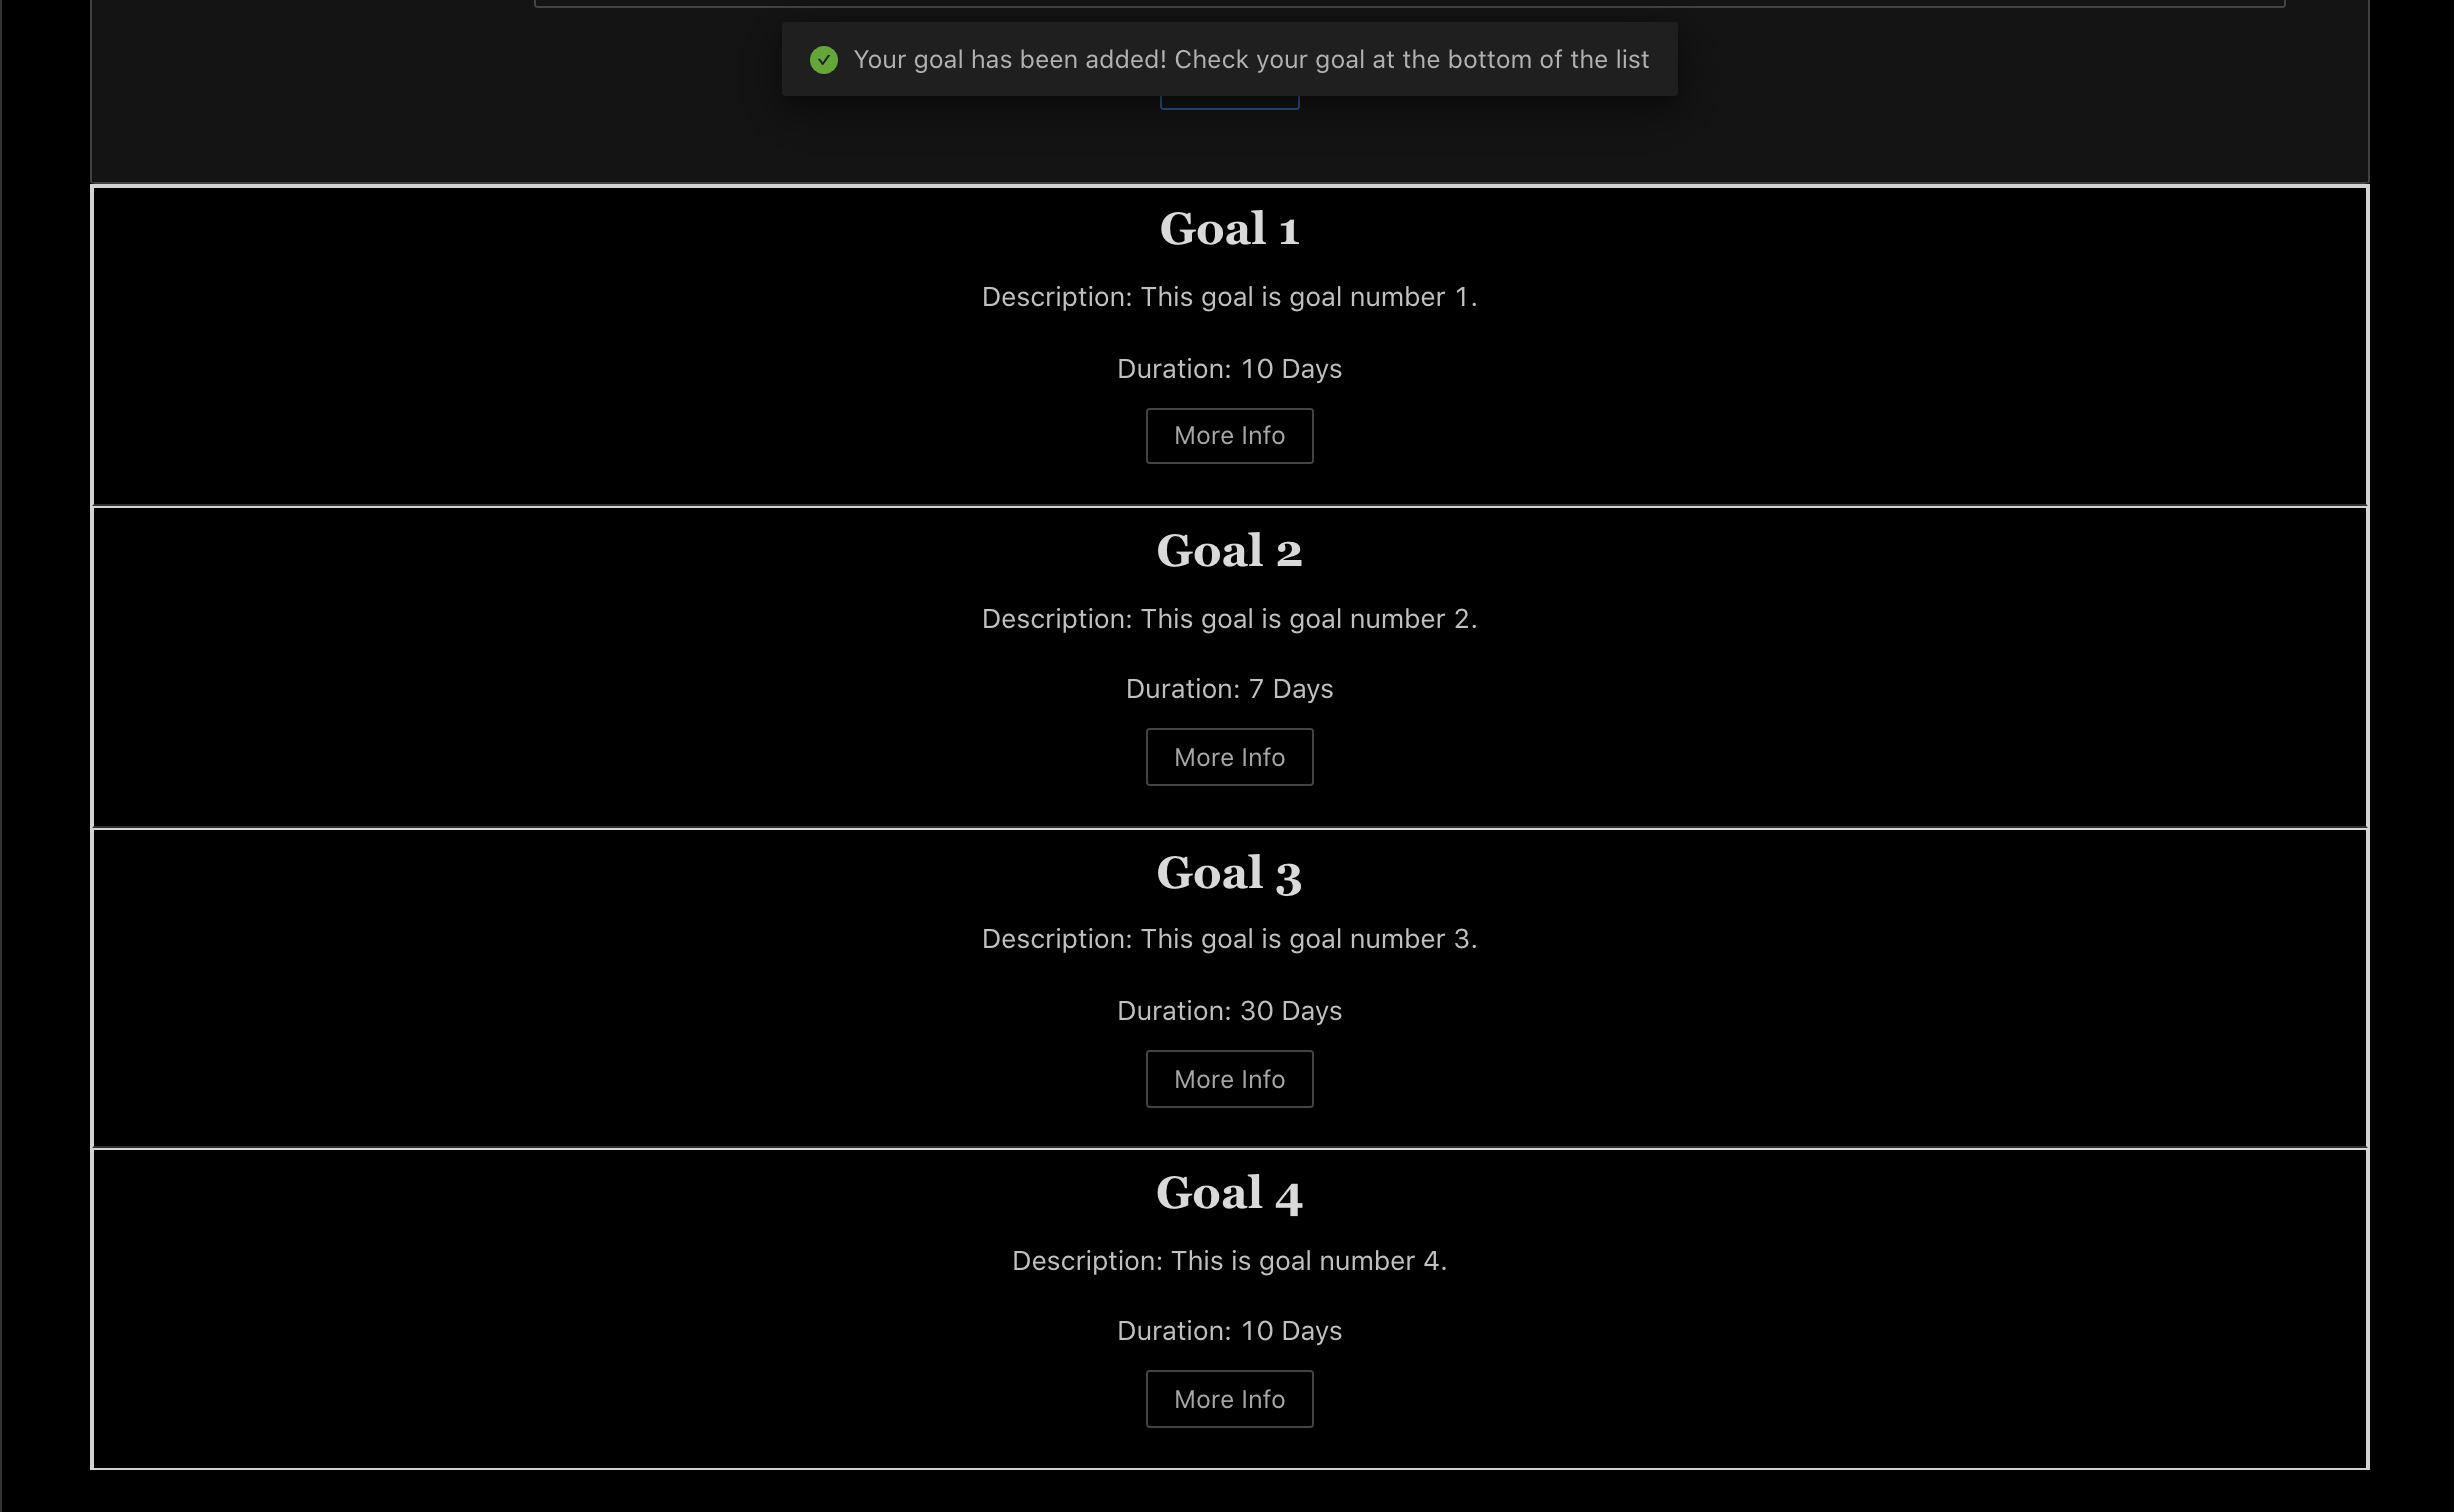 Your goal has been added! Check your goal at the bottom of the list
Goal 1
Description: This goal is goal number 1.
Duration: 10 Days
More Info
Goal 2
Description: This goal is goal number 2.
Duration: 7 Days
More Info
Goal 3
Description: This goal is goal number 3.
Duration: 30 Days
More Info
Goal 4
Description: This is goal number 4.
Duration: 10 Days
More Info